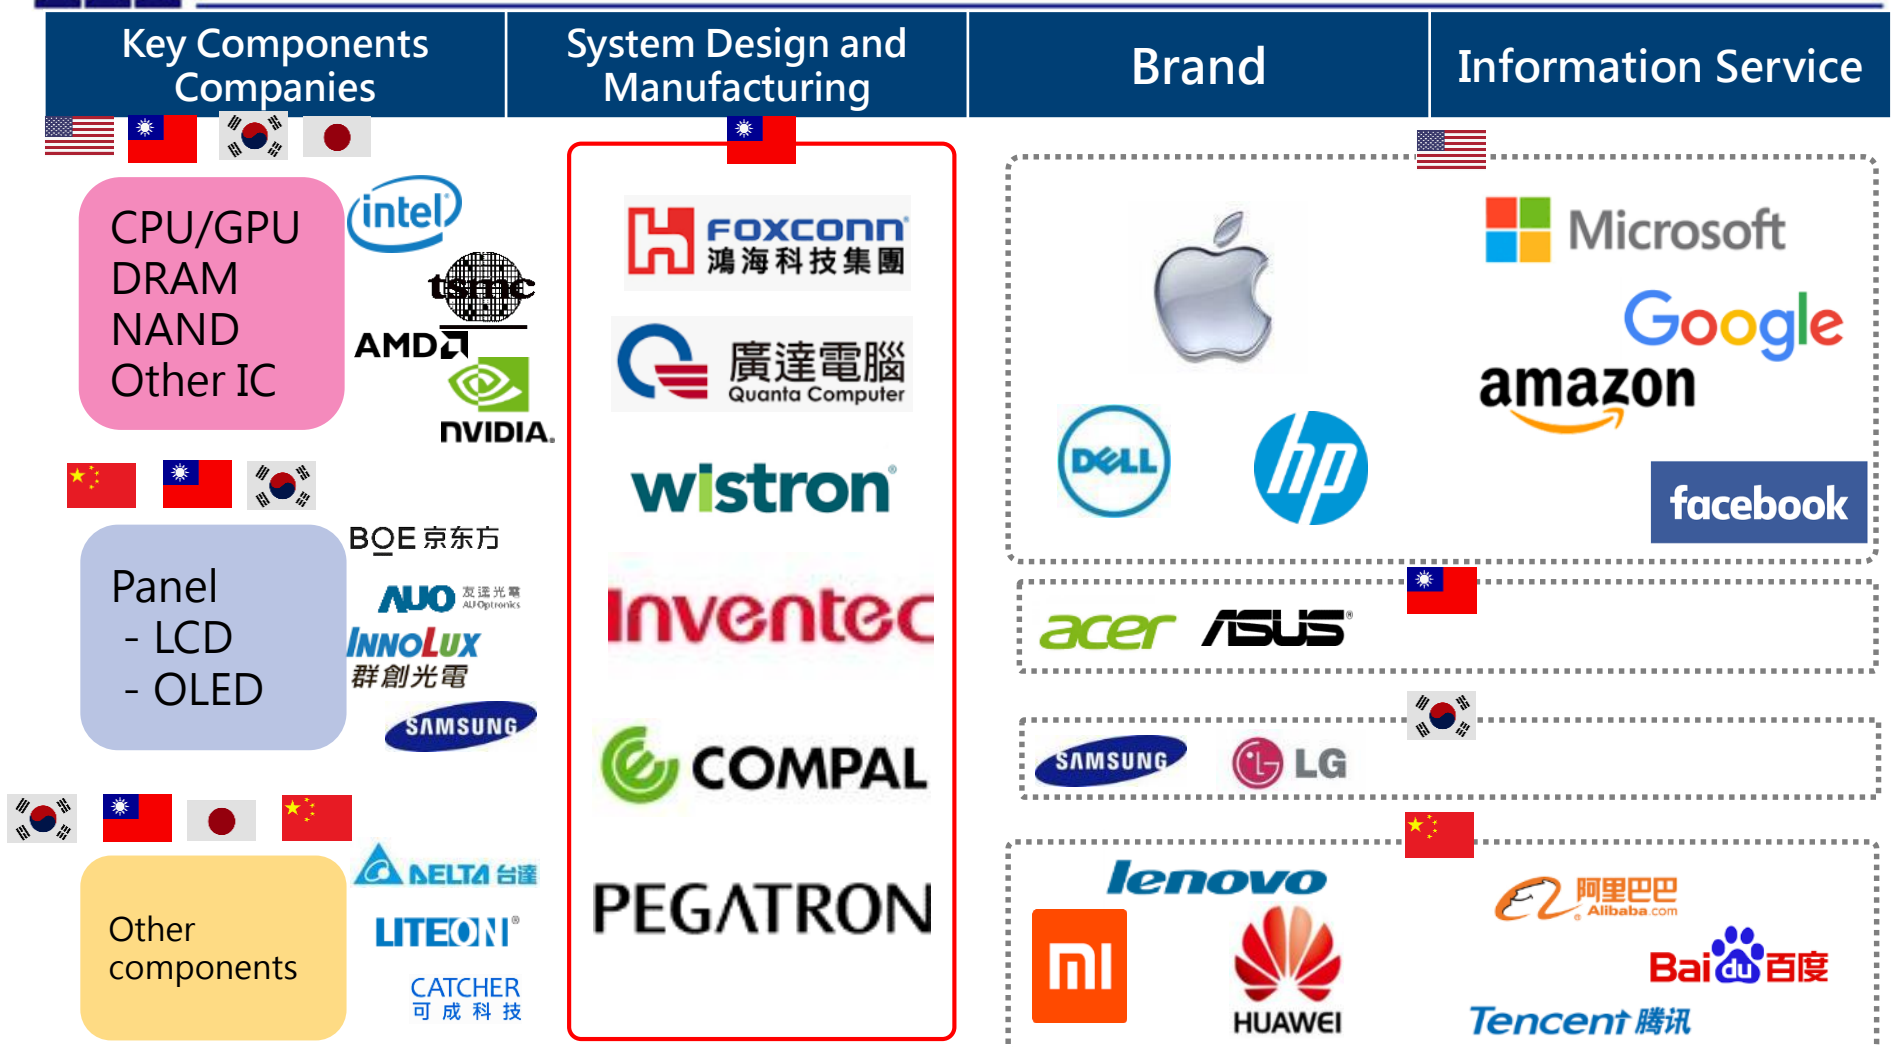 Key Components
Companies
System Design and
Manufacturing
Brand
Information Service
CPU/GPU
DRAM
NAND
Other IC
intel
tsmc
AMD
NVIDIA.
Panel
- LCD
- OLED
BOE 京东方
AUO 友達光電
AU Optronics
INNOLUX
群創光電
SAMSUNG
Other
components
DELTA 台達
LITEON®
CATCHER
可成科技
FOXCONN®
鴻海科技集團
廣達電腦
Quanta Computer
wistron®
Inventec
COMPAL
PEGATRON
DELL
hp
Microsoft
Google
amazon
facebook
acer
ASUS®
SAMSUNG
LG
lenovo
mi
HUAWEI
阿里巴巴
Alibaba.com
Bai du 百度
Tencent 腾讯